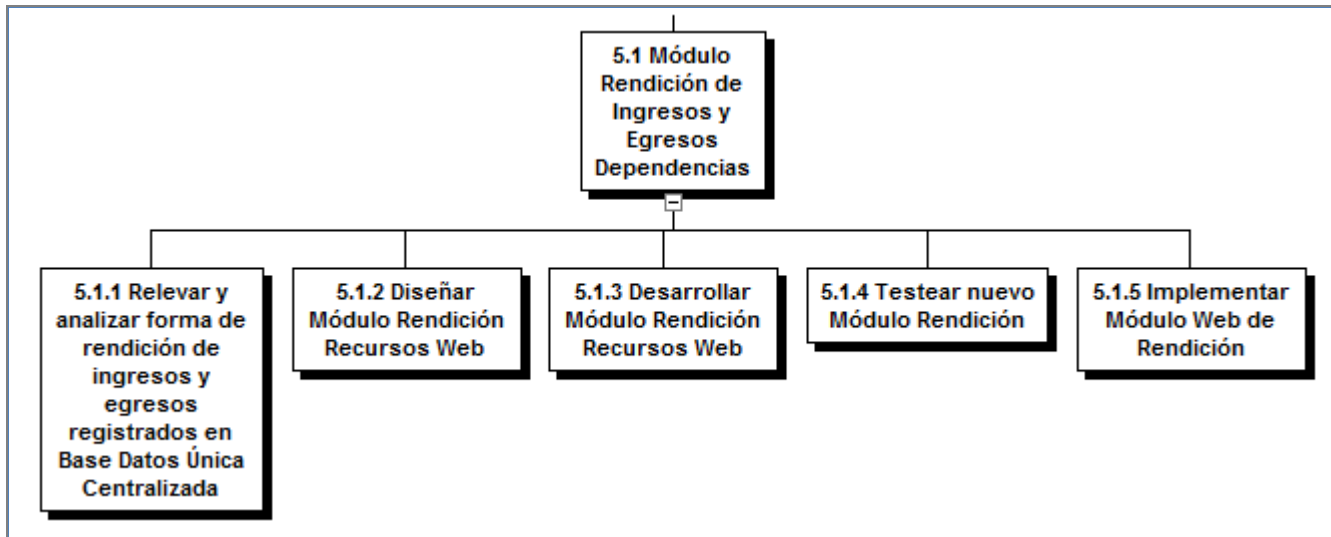 5.1 Módulo
Rendición de
Ingresos y
Egresos
Dependencias
5.1.1 Relevar y
analizar forma de
rendición de
ingresos y
egresos
registrados en
Base Datos Única
Centralizada
5.1.2 Diseñar
Módulo Rendición
Recursos Web
5.1.3 Desarrollar
Módulo Rendición
Recursos Web
5.1.4 Testear nuevo
Módulo Rendición
5.1.5 Implementar
Módulo Web de
Rendición